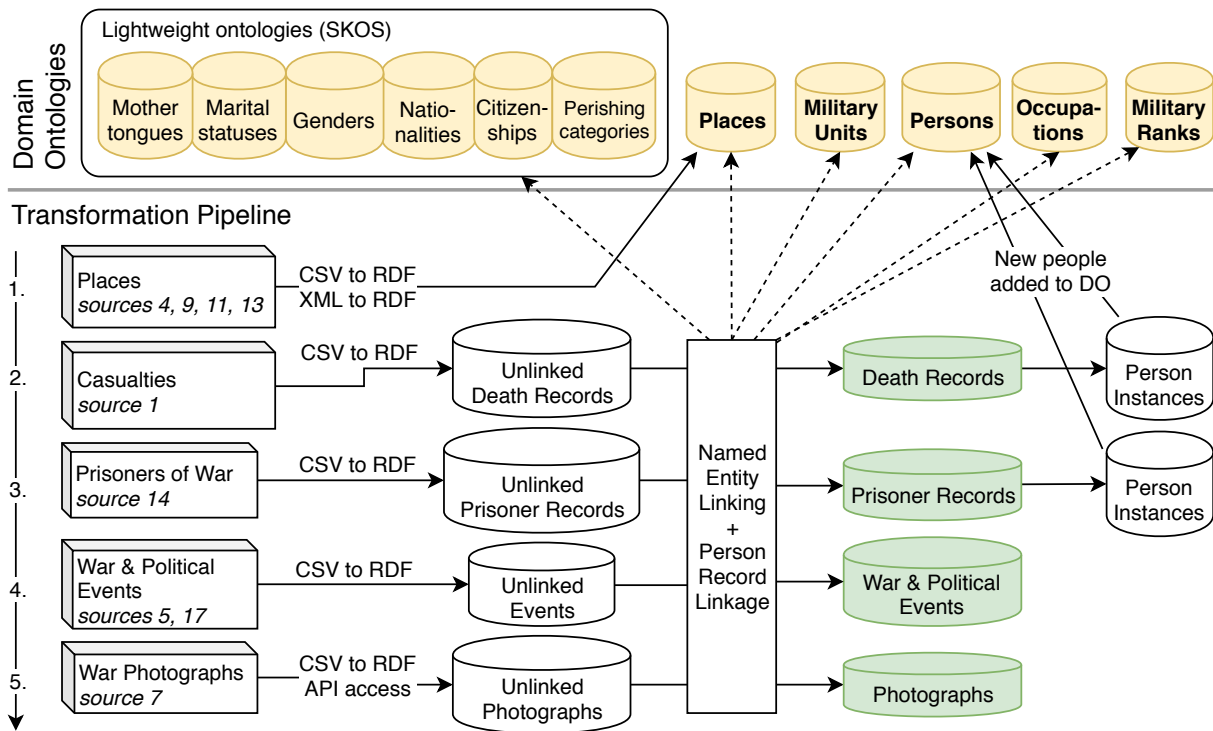 Domain
Ontologies
Lightweight ontologies (SKOS)
Mother
tongues
Marital
statuses
Genders
Natio-
nalities
Citizen-
ships
Perishing
categories
Places
Military
Units
Persons
Occupa-
tions
Military
Ranks
Transformation Pipeline
1.
Places
sources 4, 9, 11, 13
CSV to RDF
XML to RDF
New people
added to DO
2.
Casualties
source 1
CSV to RDF
Unlinked
Death Records
Death Records
Person
Instances
3.
Prisoners of War
source 14
CSV to RDF
Unlinked
Prisoner Records
Named
Entity
Linking
+
Person
Record
Linkage
Prisoner Records
Person
Instances
4.
War & Political
Events
sources 5, 17
CSV to RDF
Unlinked
Events
War & Political
Events
5.
War Photographs
source 7
CSV to RDF
API access
Unlinked
Photographs
Photographs